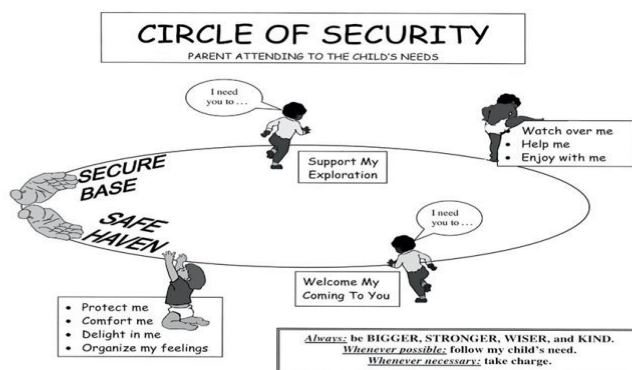 CIRCLE OF SECURITY
PARENT ATTENDING TO THE CHILD'S NEEDS
I need
you to ...
• Watch over me
• Help me
• Enjoy with me
Support My
Exploration
SECURE
BASE
SAFE
HAVEN
I need
you to ...
Welcome My
Coming To You
• Protect me
• Comfort me
• Delight in me
• Organize my feelings
Always: be BIGGER, STRONGER, WISER, and KIND.
Whenever possible: follow my child's need.
Whenever necessary: take charge.